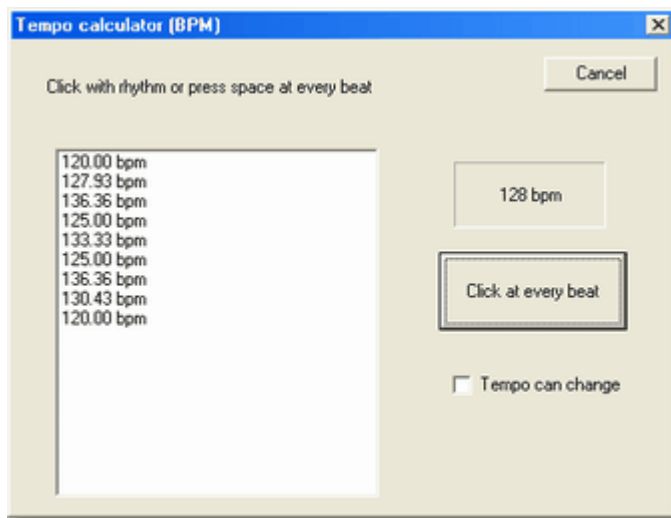 Tempo calculator (BPM)
Cancel
Click with rhythm or press space at every beat
120.00 bpm
127.93 bpm
136.36 bpm
125.00 bpm
133.33 bpm
125.00 bpm
136.36 bpm
130.43 bpm
120.00 bpm
128 bpm
Click at every beat
Tempo can change